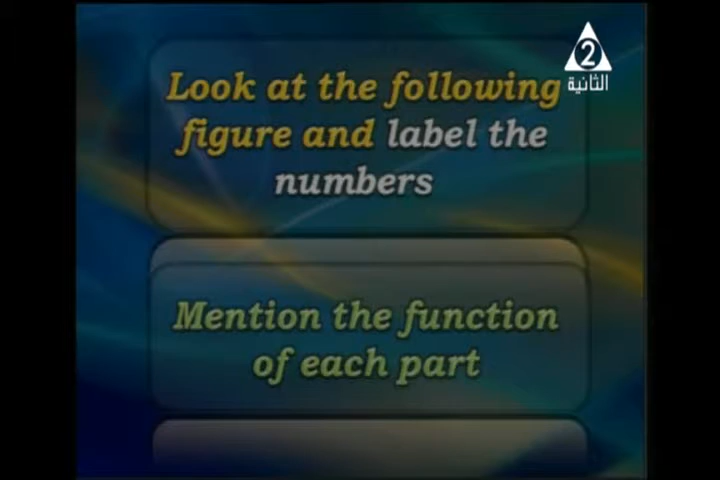 2
الثانية
Look at the following
figure and label the
numbers
Mention the function
of each part